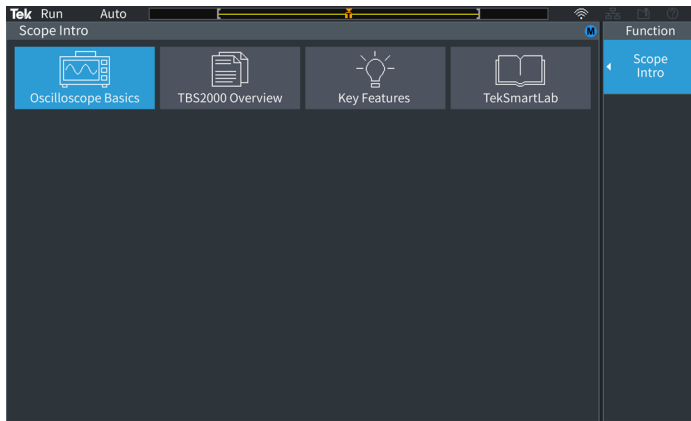 Tek Run Auto
Scope Intro
M
Function
Oscilloscope Basics
TBS2000 Overview
Key Features
TekSmartLab
Scope
Intro